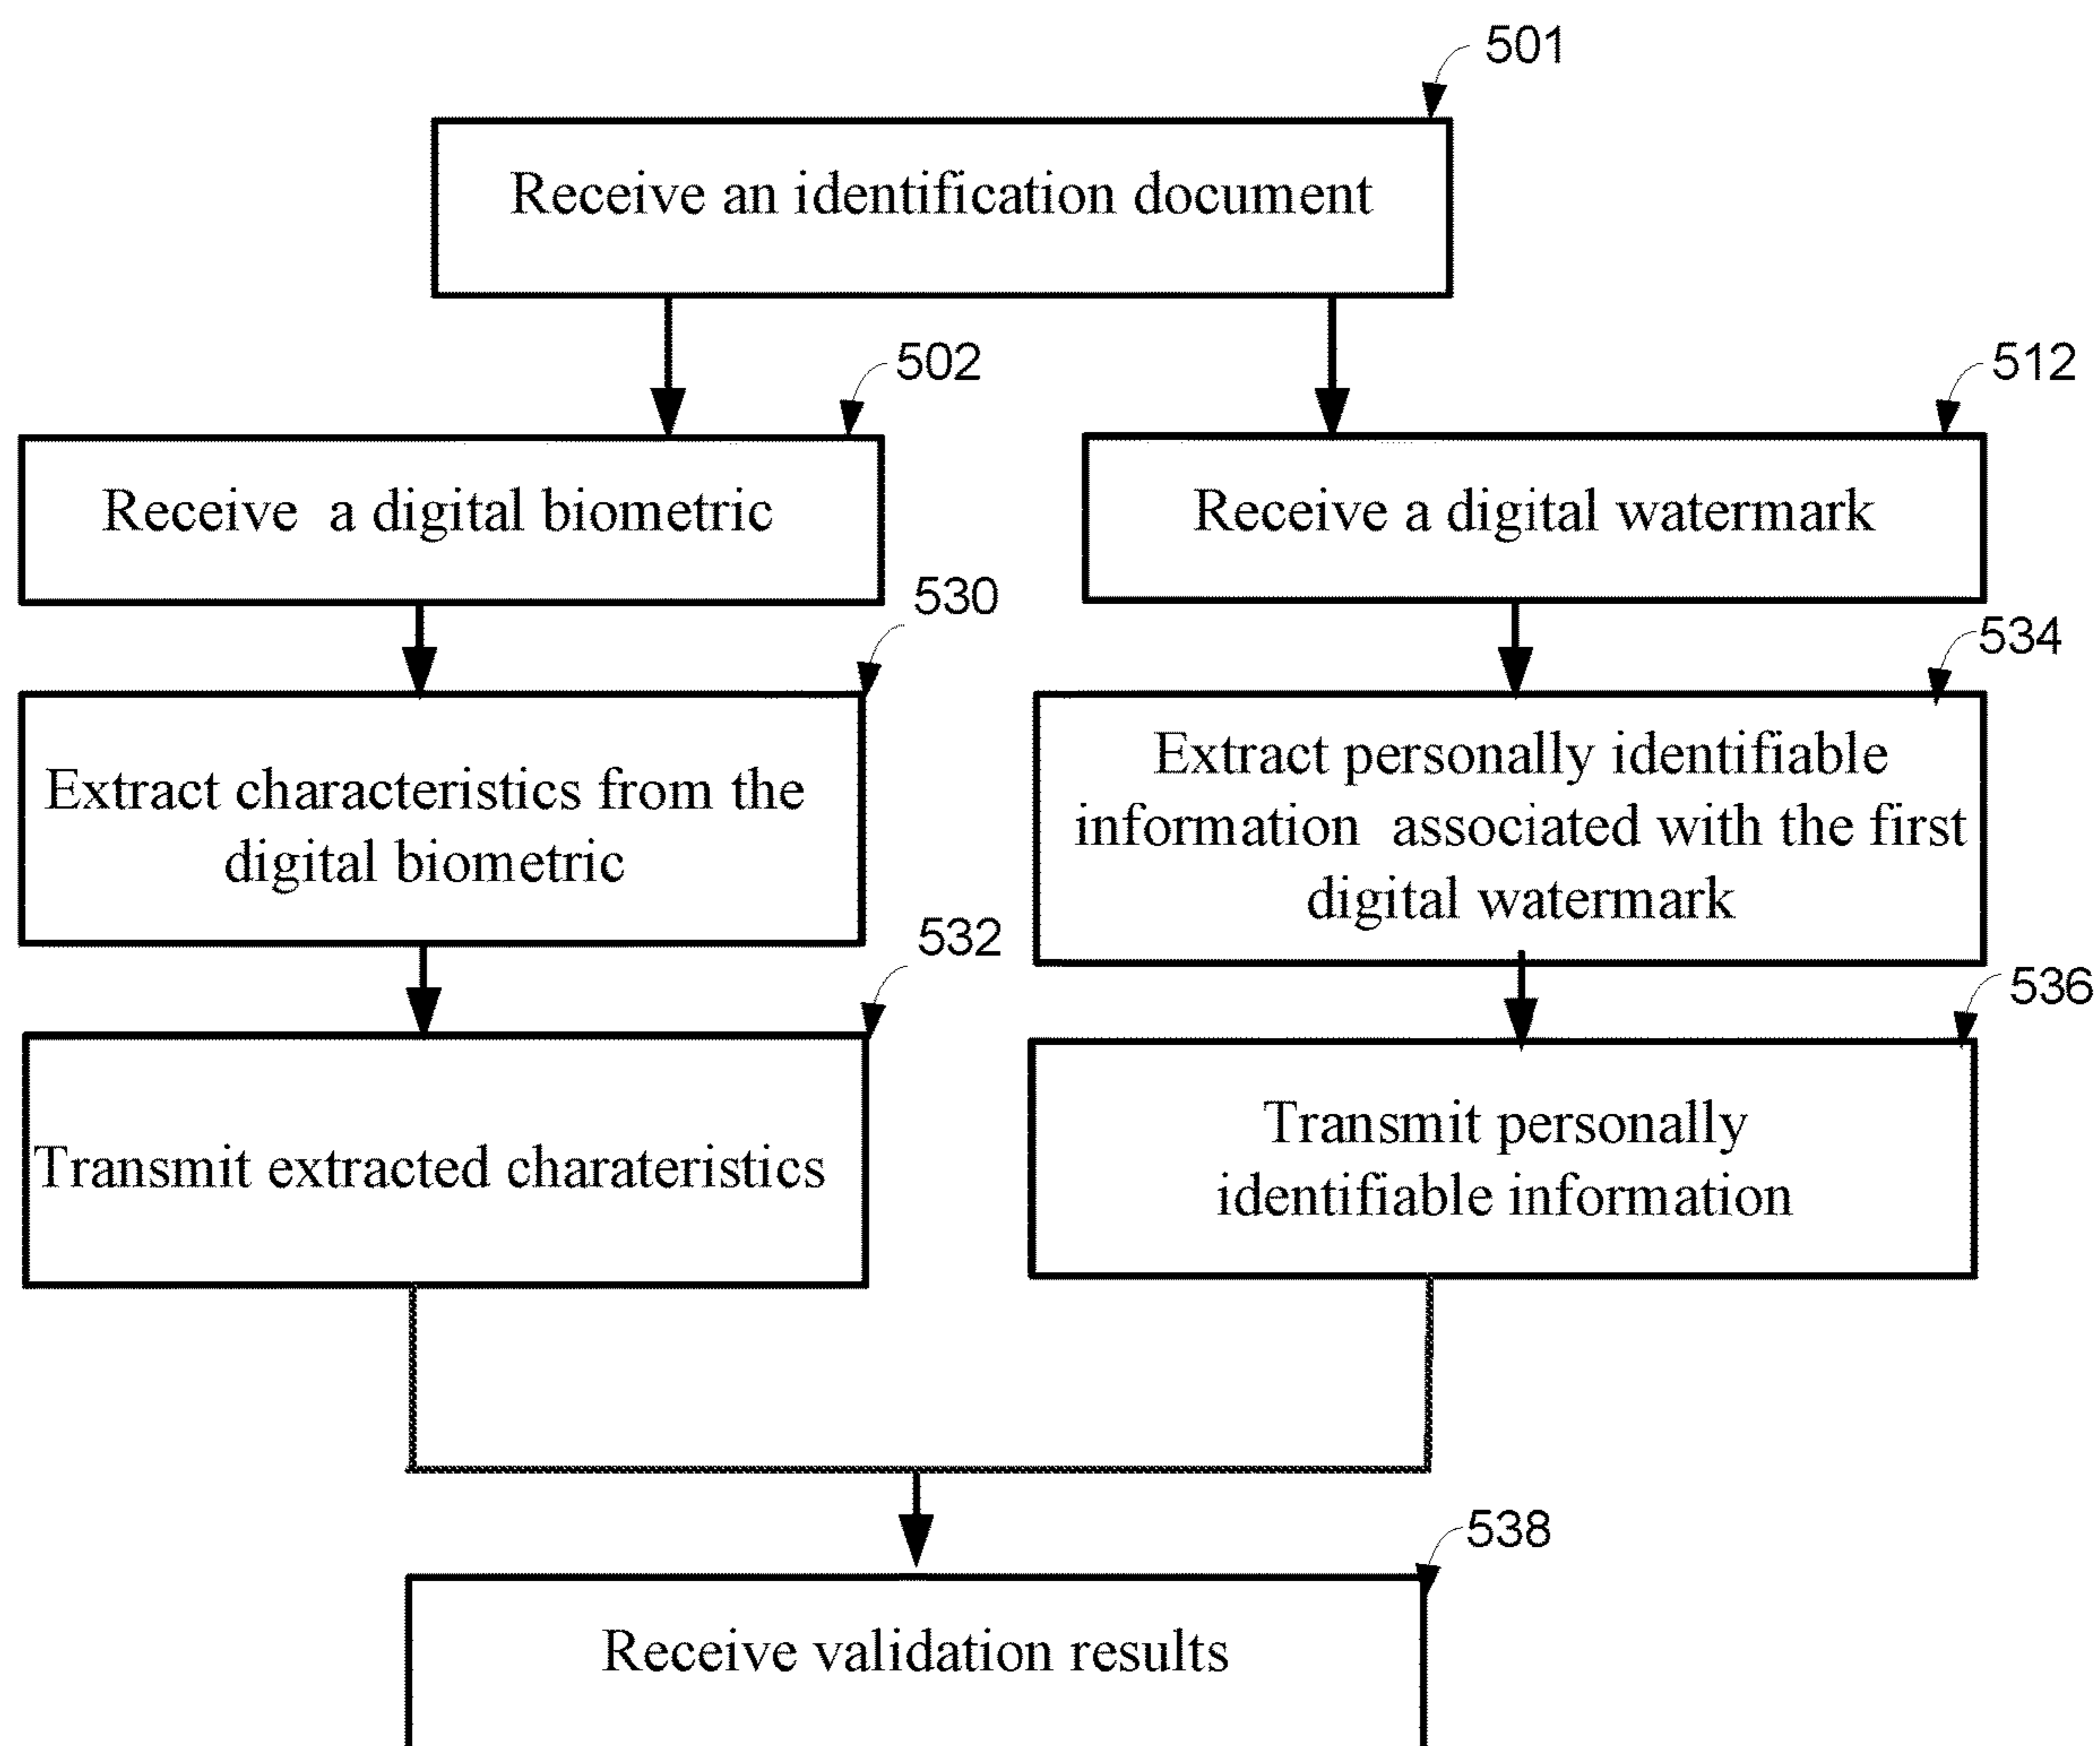 501
Receive an identification document
502
512
Receive a digital biometric
Receive a digital watermark
530
534
Extract characteristics from the
digital biometric
Extract personally identifiable
information associated with the first
digital watermark
532
536
Transmit extracted charateristics
Transmit personally
identifiable information
538
Receive validation results